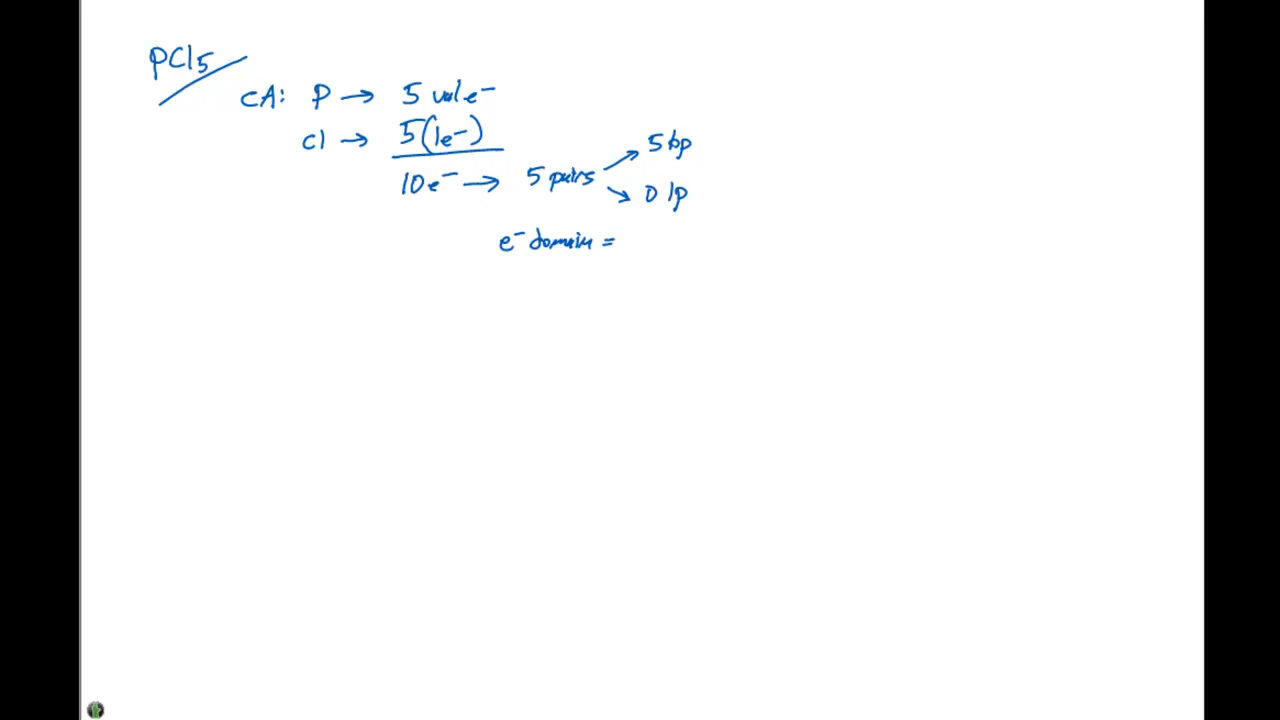 PCl5
CA: P → 5 val e⁻
Cl → 5(1e⁻)
10e⁻ → 5 pairs
5 bp
0 lp
e⁻ domain =